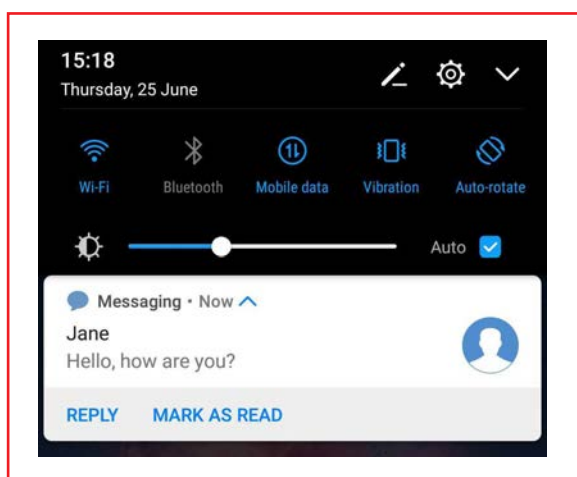 15:18
Thursday, 25 June
Wi-Fi Bluetooth Mobile data Vibration Auto-rotate
Auto
Messaging • Now
Jane
Hello, how are you?
REPLY MARK AS READ